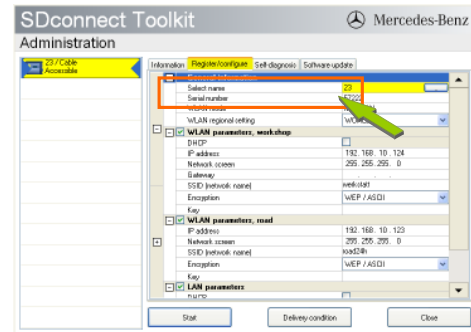 SDconnect Toolkit
Mercedes-Benz
Administration
23 / Cable
Accessible
Information Register/configure Self-diagnosis Software update
General information
Select name 23
Serial number
WLAN regional setting
WLAN parameters, workshop
DHCP
IP address 192. 168. 10 . 124
Network screen 255. 255. 255. 0
Gateway . . .
SSID (network name) werkstatt
Encryption WEP / ASCII
Key
WLAN parameters, road
IP address 192. 168. 10 . 123
Network screen 255. 255. 255. 0
SSID (network name) road24h
Encryption WEP / ASCII
Key
LAN parameters
DHCP
Start Delivery condition Close